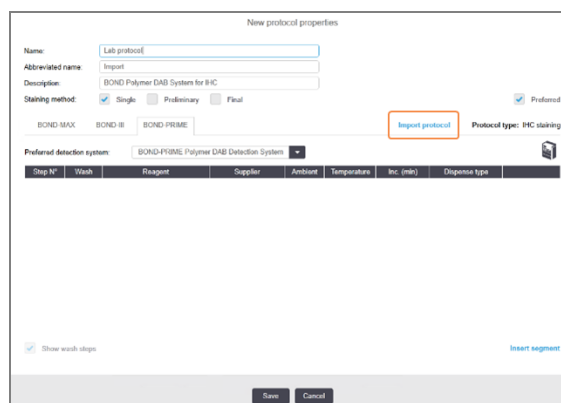 New protocol properties
Name: Lab protocol
Abbreviated name: Import
Description: BOND Polymer DAB System for IHC
Staining method: Single Preliminary Final Preferred
BOND-MAX BOND-III BOND-PRIME Import protocol Protocol type: IHC staining
Preferred detection system: BOND-PRIME Polymer DAB Detection System
Step N° Wash Reagent Supplier Ambient Temperature Inc. (min) Dispense type
Show wash steps Insert segment
Save Cancel